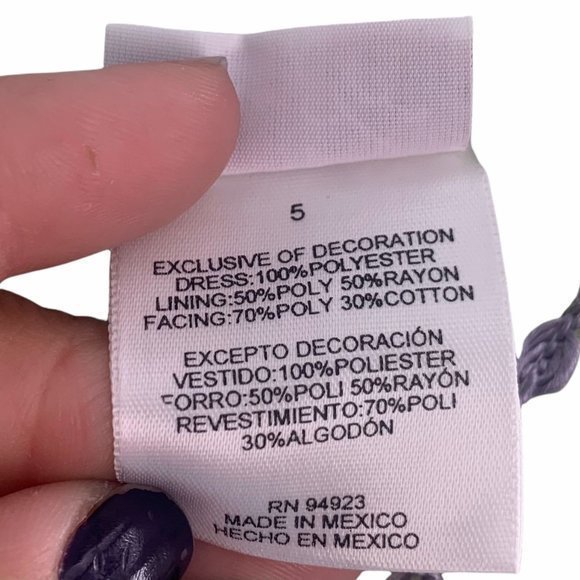 5
EXCLUSIVE OF DECORATION
DRESS:100%POLYESTER
LINING:50%POLY 50%RAYON
FACING:70%POLY 30%COTTON
EXCEPTO DECORACIÓN
VESTIDO:100%POLIESTER
FORRO:50%POLI 50%RAYÓN
REVESTIMIENTO:70%POLI
30%ALGODÓN
RN 94923
MADE IN MEXICO
HECHO EN MEXICO